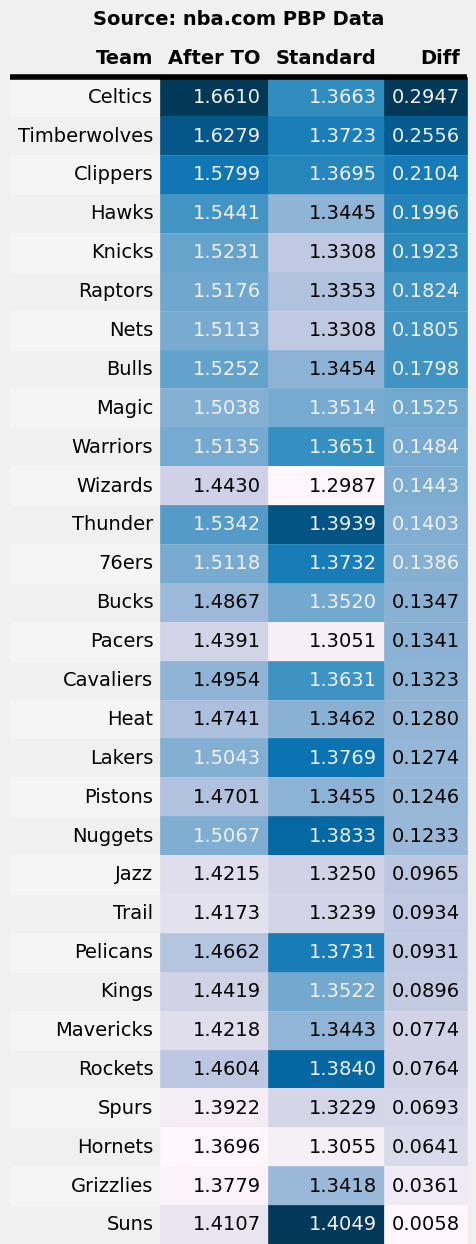 Source: nba.com PBP Data
Team After TO Standard Diff
Celtics 1.6610 1.3663 0.2947
Timberwolves 1.6279 1.3723 0.2556
Clippers 1.5799 1.3695 0.2104
Hawks 1.5441 1.3445 0.1996
Knicks 1.5231 1.3308 0.1923
Raptors 1.5176 1.3353 0.1824
Nets 1.5113 1.3308 0.1805
Bulls 1.5252 1.3454 0.1798
Magic 1.5038 1.3514 0.1525
Warriors 1.5135 1.3651 0.1484
Wizards 1.4430 1.2987 0.1443
Thunder 1.5342 1.3939 0.1403
76ers 1.5118 1.3732 0.1386
Bucks 1.4867 1.3520 0.1347
Pacers 1.4391 1.3051 0.1341
Cavaliers 1.4954 1.3631 0.1323
Heat 1.4741 1.3462 0.1280
Lakers 1.5043 1.3769 0.1274
Pistons 1.4701 1.3455 0.1246
Nuggets 1.5067 1.3833 0.1233
Jazz 1.4215 1.3250 0.0965
Trail 1.4173 1.3239 0.0934
Pelicans 1.4662 1.3731 0.0931
Kings 1.4419 1.3522 0.0896
Mavericks 1.4218 1.3443 0.0774
Rockets 1.4604 1.3840 0.0764
Spurs 1.3922 1.3229 0.0693
Hornets 1.3696 1.3055 0.0641
Grizzlies 1.3779 1.3418 0.0361
Suns 1.4107 1.4049 0.0058